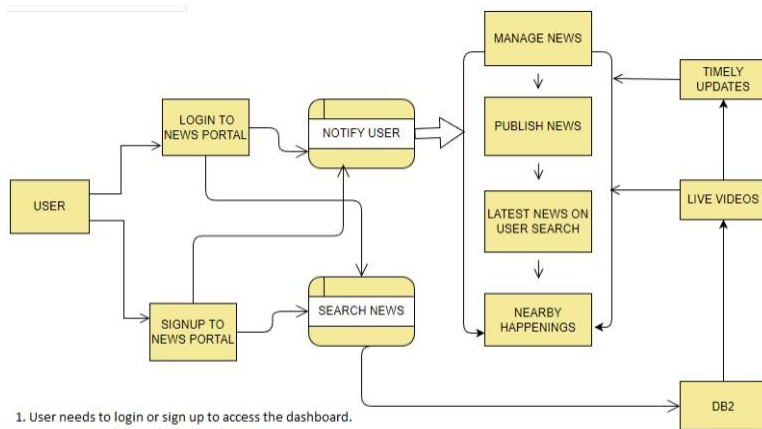 MANAGE NEWS
TIMELY
UPDATES
LOGIN TO
NEWS PORTAL
NOTIFY USER
PUBLISH NEWS
USER
LATEST NEWS ON
USER SEARCH
LIVE VIDEOS
SIGNUP TO
NEWS PORTAL
SEARCH NEWS
NEARBY
HAPPENINGS
DB2
1. User needs to login or sign up to access the dashboard.